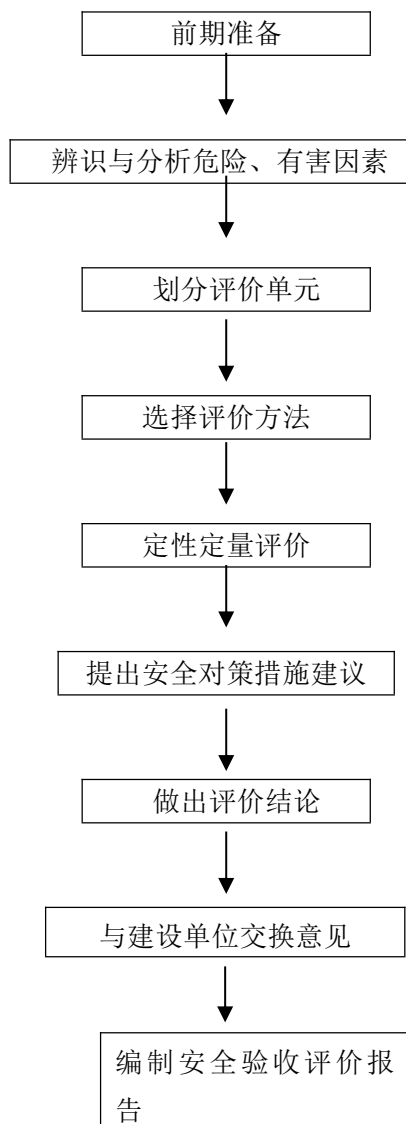 前期准备
辨识与分析危险、有害因素
划分评价单元
选择评价方法
定性定量评价
提出安全对策措施建议
做出评价结论
与建设单位交换意见
编制安全验收评价报
告